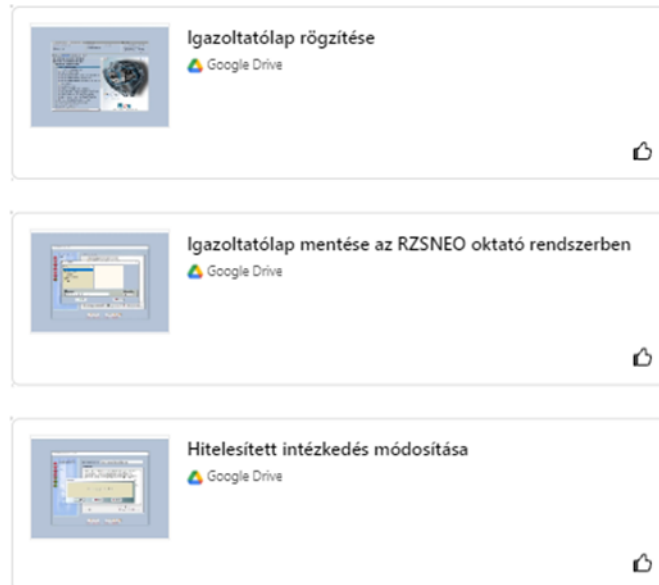 Igazoltatólap rögzítése
Google Drive
Igazoltatólap mentése az RZSNEO oktató rendszerben
Google Drive
Hitelesített intézkedés módosítása
Google Drive